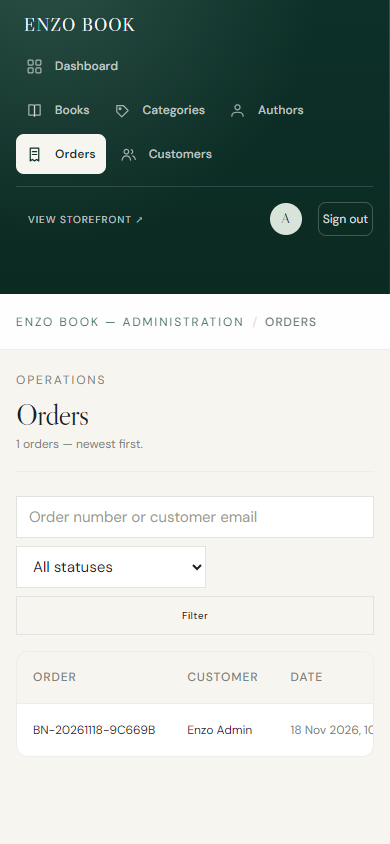 ENZO BOOK
Dashboard
Books Categories Authors
Orders Customers
VIEW STOREFRONT ↗ A Sign out
ENZO BOOK — ADMINISTRATION / ORDERS
OPERATIONS
Orders
1 orders — newest first.
Order number or customer email
All statuses
Filter
ORDER CUSTOMER DATE
BN-20261118-9C669B Enzo Admin 18 Nov 2026, 10